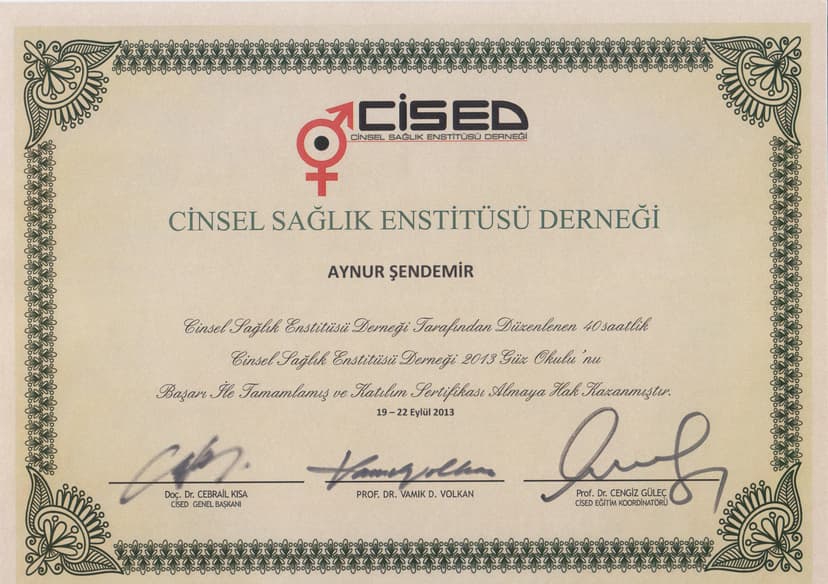 CİSED
CİNSEL SAĞLIK ENSTİTÜSÜ DERNEĞİ
CİNSEL SAĞLIK ENSTİTÜSÜ DERNEĞİ
AYNUR ŞENDEMİR
Cinsel Sağlık Enstitüsü Derneği Tarafından Düzenlenen 40 saatlik
Cinsel Sağlık Enstitüsü Derneği 2013 Güz Okulu'nu
Başarı İle Tamamlamış ve Katılım Sertifikası Almaya Hak Kazanmıştır.
19 – 22 Eylül 2013
Doç. Dr. CEBRAİL KISA
CİSED GENEL BAŞKANI
PROF. DR. VAMIK D. VOLKAN
Prof. Dr. CENGİZ GÜLEÇ
CİSED EĞİTİM KOORDİNATÖRÜ